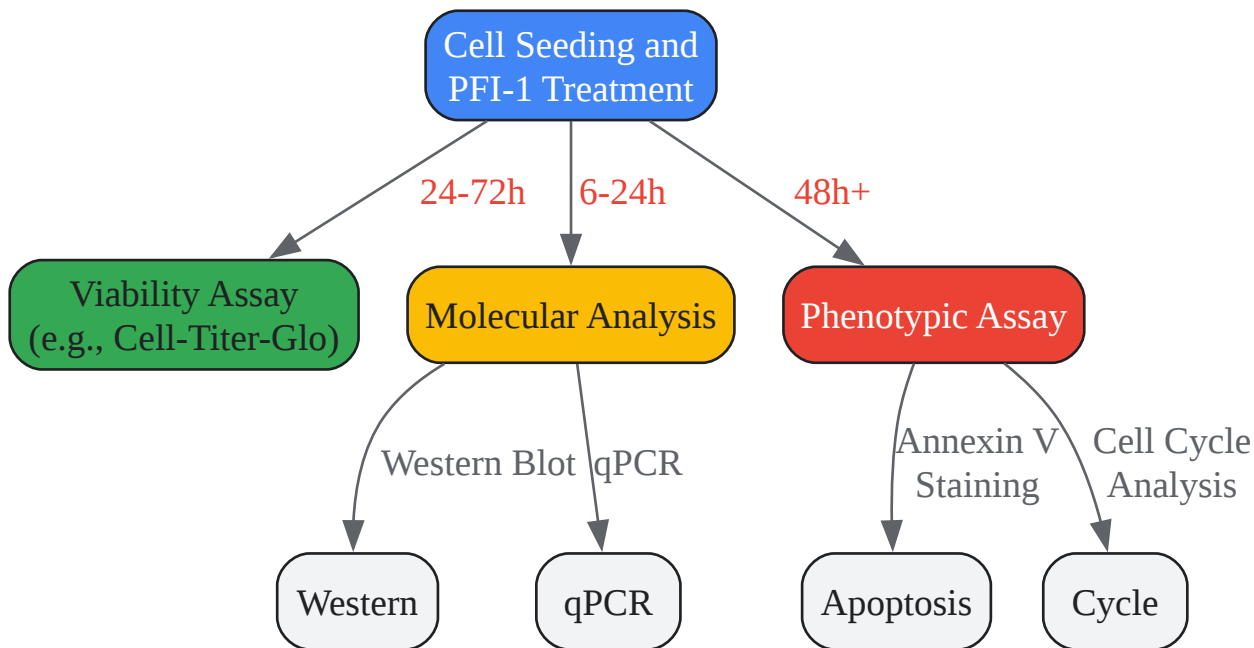 Cell Seeding and
PFI-1 Treatment
24-72h
6-24h
48h+
Viability Assay
(e.g., Cell-Titer-Glo)
Molecular Analysis
Phenotypic Assay
Western Blot
qPCR
Annexin V
Staining
Cell Cycle
Analysis
Western
qPCR
Apoptosis
Cycle